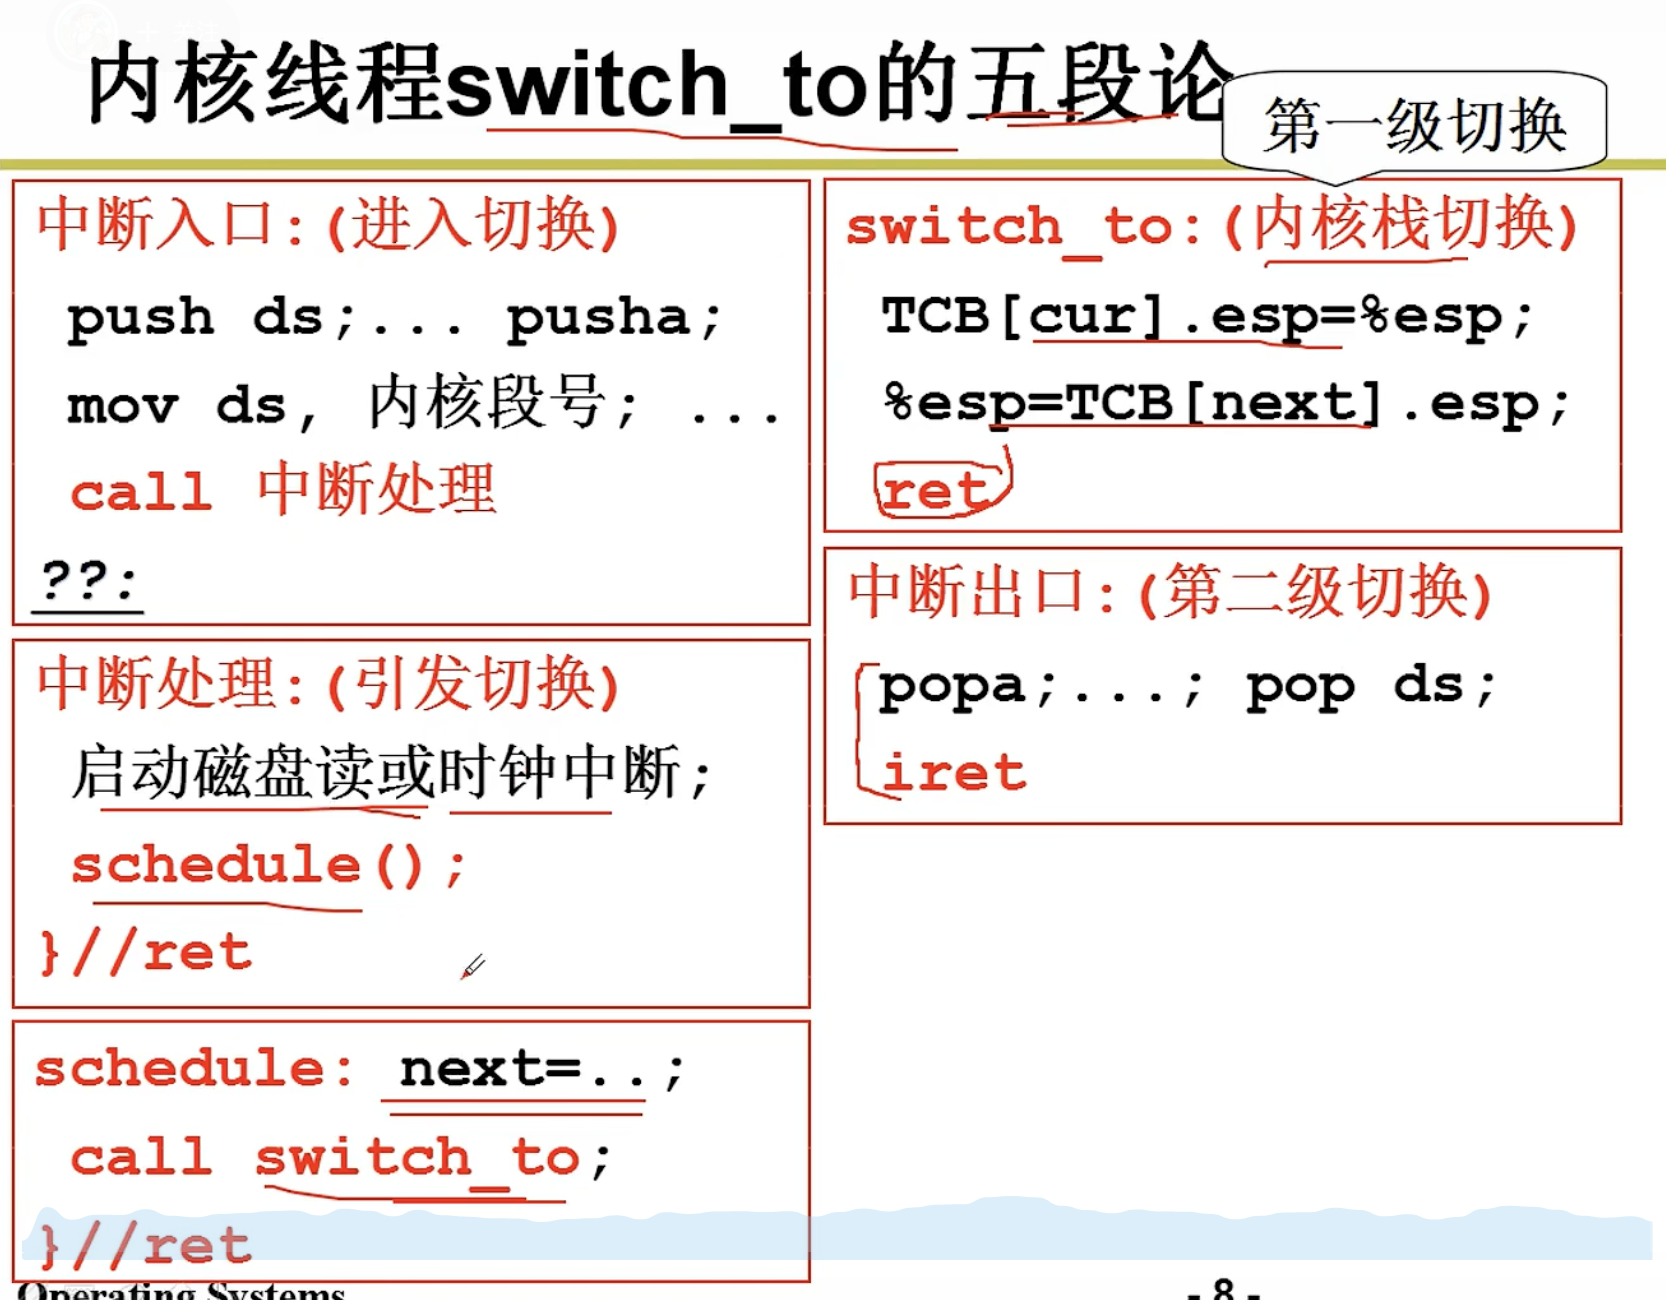 内核线程switch_to的五段论
第一级切换
中断入口:(进入切换)
push ds;... pusha;
mov ds, 内核段号; ...
call 中断处理
??:
中断处理:(引发切换)
启动磁盘读或时钟中断;
schedule();
}//ret
schedule: next=..;
call switch_to;
}//ret
switch_to:(内核栈切换)
TCB[cur].esp=%esp;
%esp=TCB[next].esp;
ret
中断出口:(第二级切换)
popa;...; pop ds;
iret
Operating Systems
- 8 -